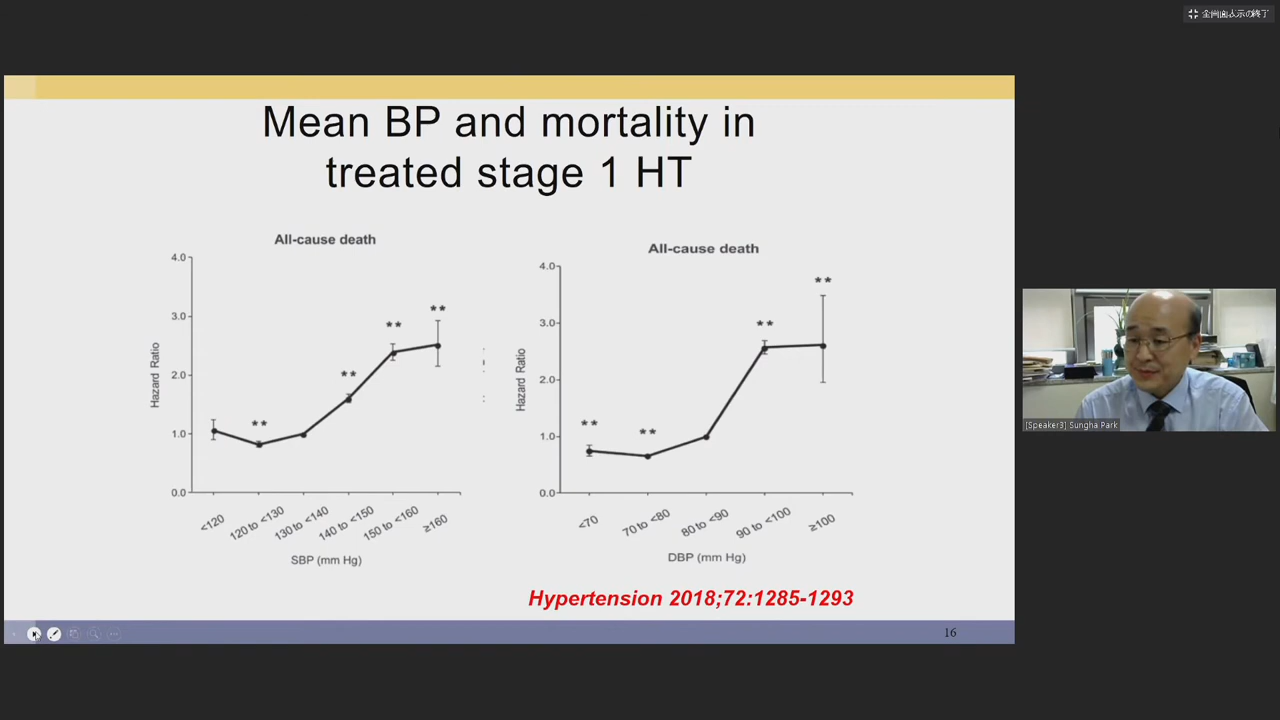 全画面表示の終了
Mean BP and mortality in
treated stage 1 HT
All-cause death
4.0
3.0
2.0
1.0
0.0
Hazard Ratio
**
**
**
**
<120
120 to <130
130 to <140
140 to <150
150 to <160
≥160
SBP (mm Hg)
All-cause death
4.0
3.0
2.0
1.0
0.0
Hazard Ratio
**
**
**
**
<70
70 to <80
80 to <90
90 to <100
≥100
DBP (mm Hg)
Hypertension 2018;72:1285-1293
16
[Speaker3] Sungha Park